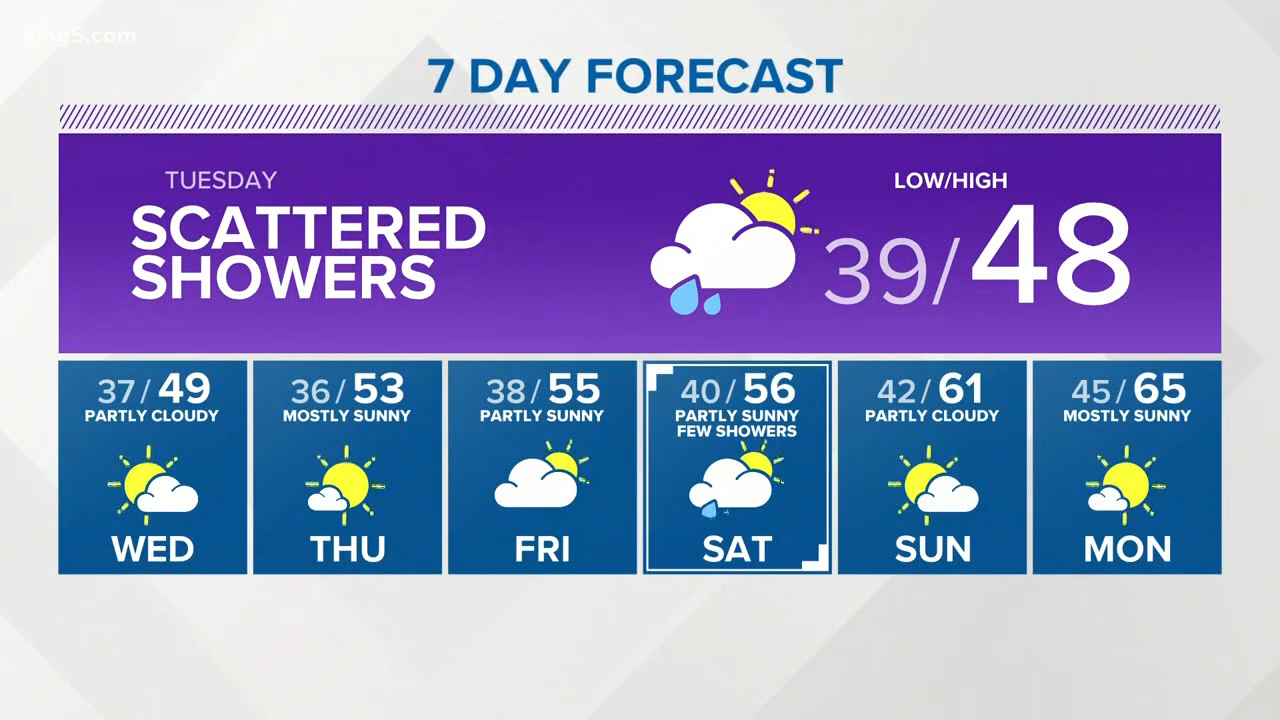 king5.com
7 DAY FORECAST
TUESDAY
SCATTERED
SHOWERS
LOW/HIGH
39/48
37/49
PARTLY CLOUDY
WED
36/53
MOSTLY SUNNY
THU
38/55
PARTLY SUNNY
FRI
40/56
PARTLY SUNNY
FEW SHOWERS
SAT
42/61
PARTLY CLOUDY
SUN
45/65
MOSTLY SUNNY
MON